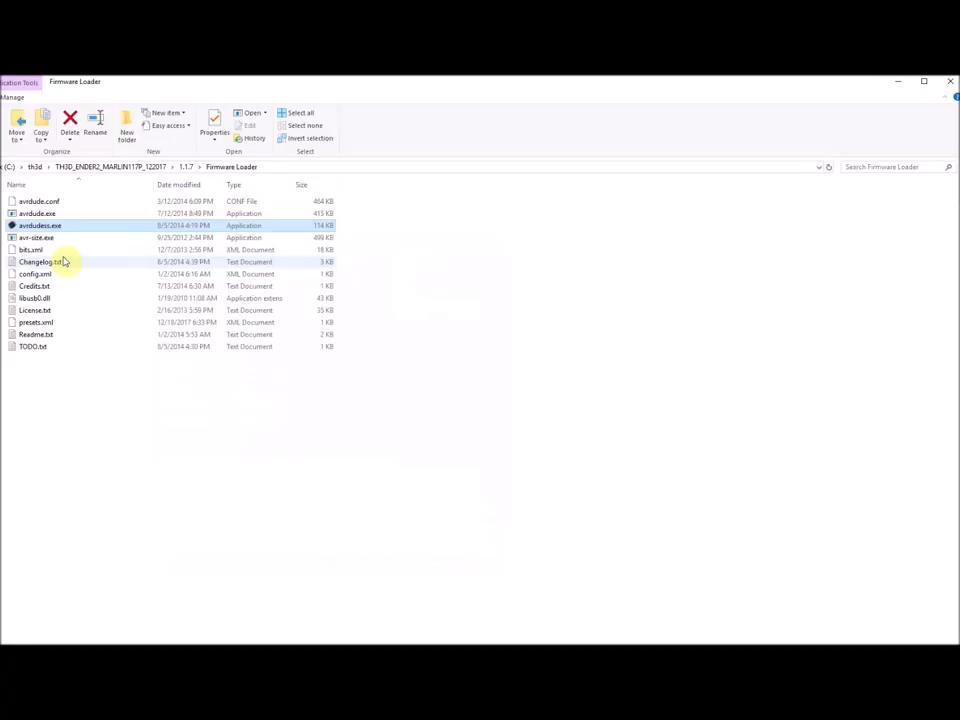 ication Tools Firmware Loader
Manage
Move to Copy to Delete Rename New folder New item Easy access Properties Open Edit History Select all Select none Invert selection
Organize New Open Select
(C:) › th3d › TH3D_ENDER2_MARLIN117P_122017 › 1.1.7 › Firmware Loader Search Firmware Loader
Name Date modified Type Size
avrdude.conf 3/12/2014 6:09 PM CONF File 464 KB
avrdude.exe 7/12/2014 8:49 PM Application 415 KB
avrdudess.exe 8/5/2014 4:19 PM Application 114 KB
avr-size.exe 9/25/2012 2:44 PM Application 499 KB
bits.xml 12/7/2013 2:56 PM XML Document 18 KB
Changelog.txt 8/5/2014 4:39 PM Text Document 3 KB
config.xml 1/2/2014 6:16 AM XML Document 1 KB
Credits.txt 7/13/2014 6:30 AM Text Document 1 KB
libusb0.dll 1/19/2010 11:08 AM Application extens 43 KB
License.txt 2/16/2013 5:59 PM Text Document 35 KB
presets.xml 12/18/2017 6:33 PM XML Document 1 KB
Readme.txt 1/2/2014 5:53 AM Text Document 2 KB
TODO.txt 8/5/2014 4:30 PM Text Document 1 KB